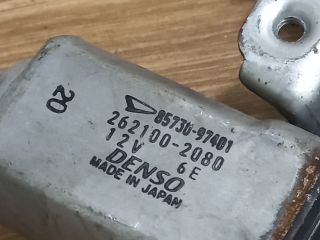 85730-97401
262100-2080
12V 6E
DENSO
MADE IN JAPAN
20